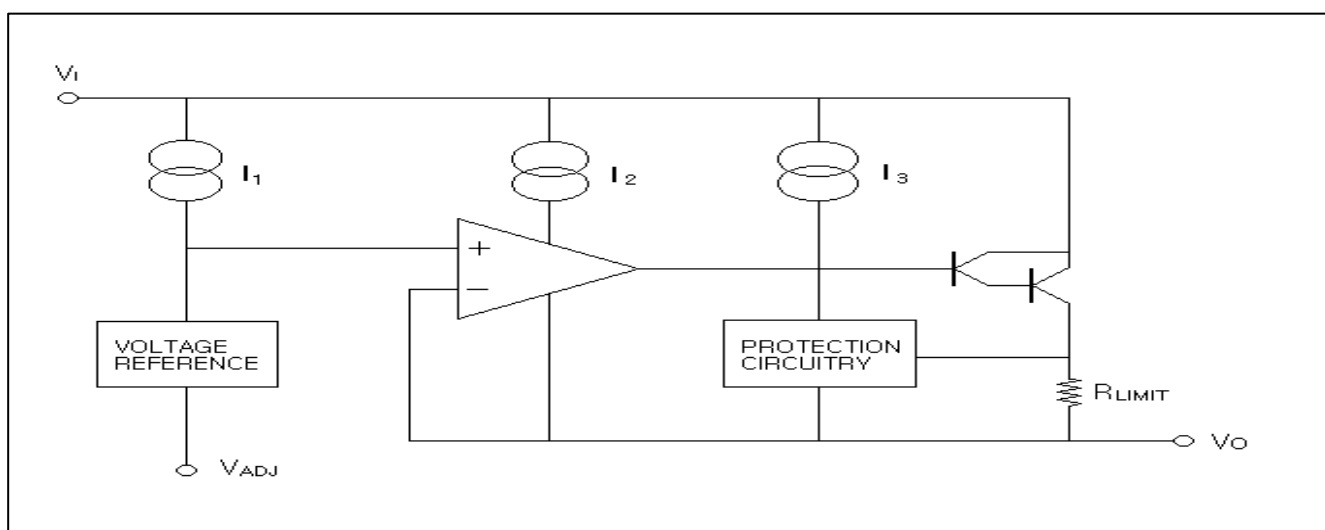 VI
I1
I2
I3
+
−
VOLTAGE
REFERENCE
PROTECTION
CIRCUITRY
RLIMIT
VO
VADJ